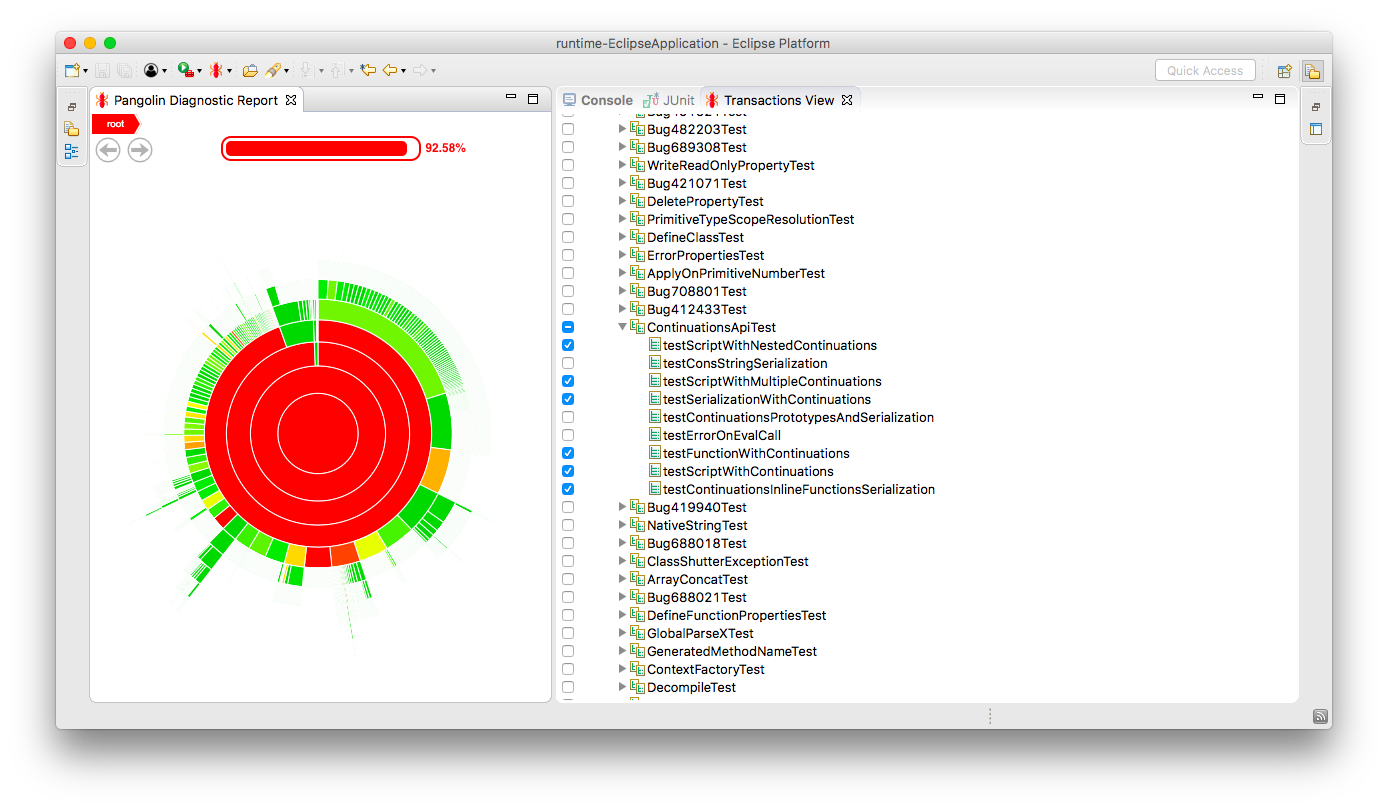 runtime-EclipseApplication - Eclipse Platform
Quick Access
Pangolin Diagnostic Report
root
92.58%
Console
JUnit
Transactions View
Bug482203Test
Bug689308Test
WriteReadOnlyPropertyTest
Bug421071Test
DeletePropertyTest
PrimitiveTypeScopeResolutionTest
DefineClassTest
ErrorPropertiesTest
ApplyOnPrimitiveNumberTest
Bug708801Test
Bug412433Test
ContinuationsApiTest
testScriptWithNestedContinuations
testConsStringSerialization
testScriptWithMultipleContinuations
testSerializationWithContinuations
testContinuationsPrototypesAndSerialization
testErrorOnEvalCall
testFunctionWithContinuations
testScriptWithContinuations
testContinuationsInlineFunctionsSerialization
Bug419940Test
NativeStringTest
Bug688018Test
ClassShutterExceptionTest
ArrayConcatTest
Bug688021Test
DefineFunctionPropertiesTest
GlobalParseXTest
GeneratedMethodNameTest
ContextFactoryTest
DecompileTest